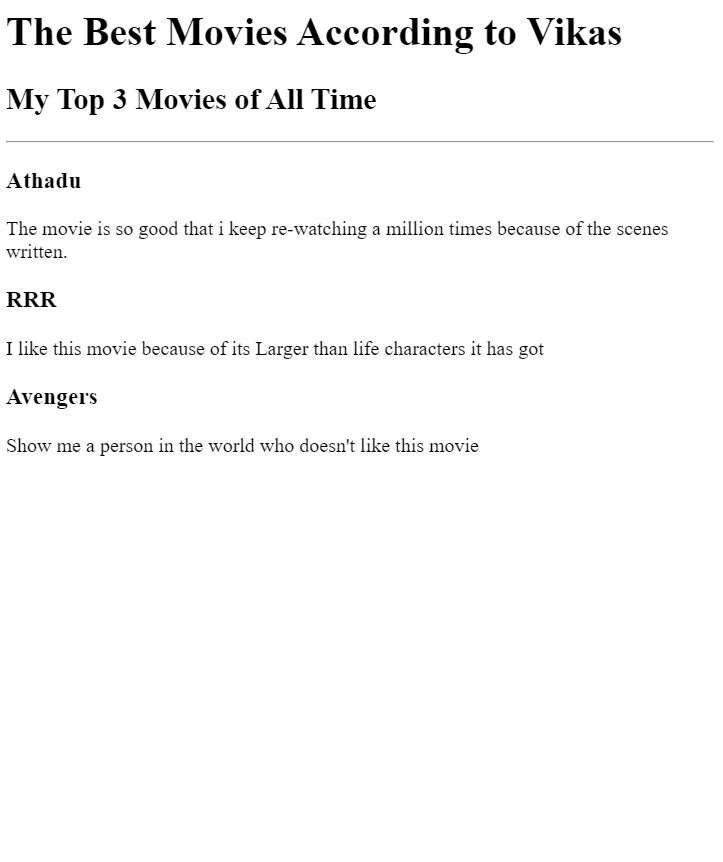 The Best Movies According to Vikas
My Top 3 Movies of All Time
Athadu
The movie is so good that i keep re-watching a million times because of the scenes
written.
RRR
I like this movie because of its Larger than life characters it has got
Avengers
Show me a person in the world who doesn't like this movie